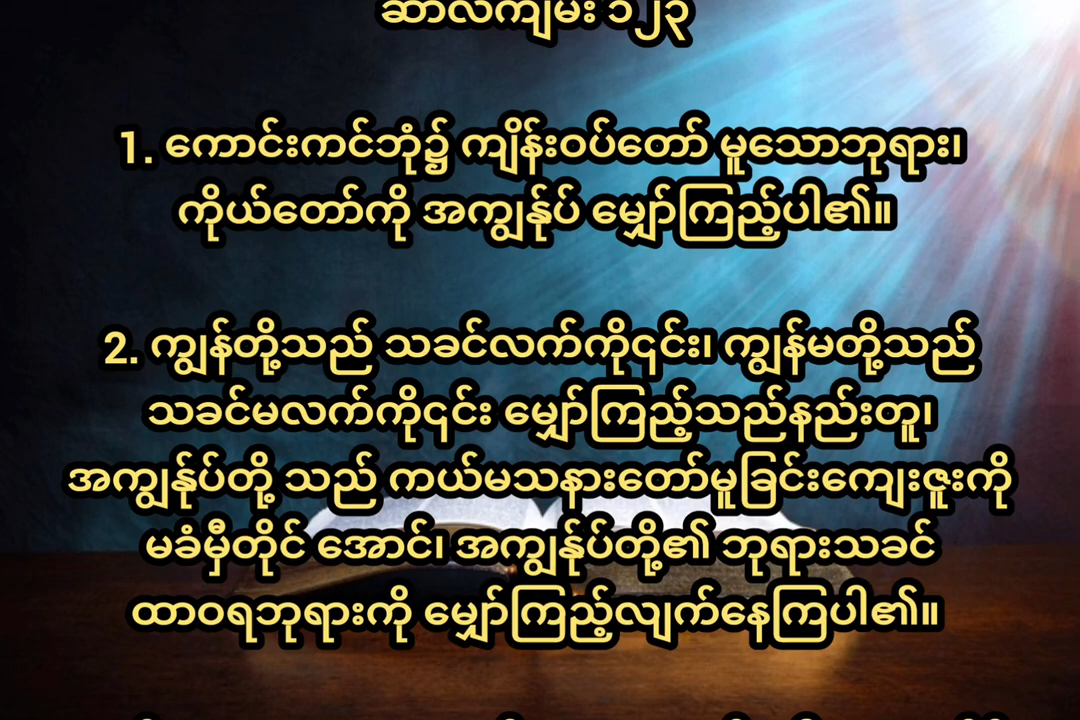 ဆာလံကျမ်း ၁၂၃
1. ကောင်းကင်ဘုံ၌ ကျိန်းဝပ်တော် မူသောဘုရား၊
ကိုယ်တော်ကို အကျွန်ုပ် မျှော်ကြည့်ပါ၏။
2. ကျွန်တို့သည် သခင်လက်ကို၎င်း၊ ကျွန်မတို့သည်
သခင်မလက်ကို၎င်း မျှော်ကြည့်သည်နည်းတူ၊
အကျွန်ုပ်တို့ သည် ကယ်မသနားတော်မူခြင်းကျေးဇူးကို
မခံမှီတိုင် အောင်၊ အကျွန်ုပ်တို့၏ ဘုရားသခင်
ထာဝရဘုရားကို မျှော်ကြည့်လျက်နေကြပါ၏။